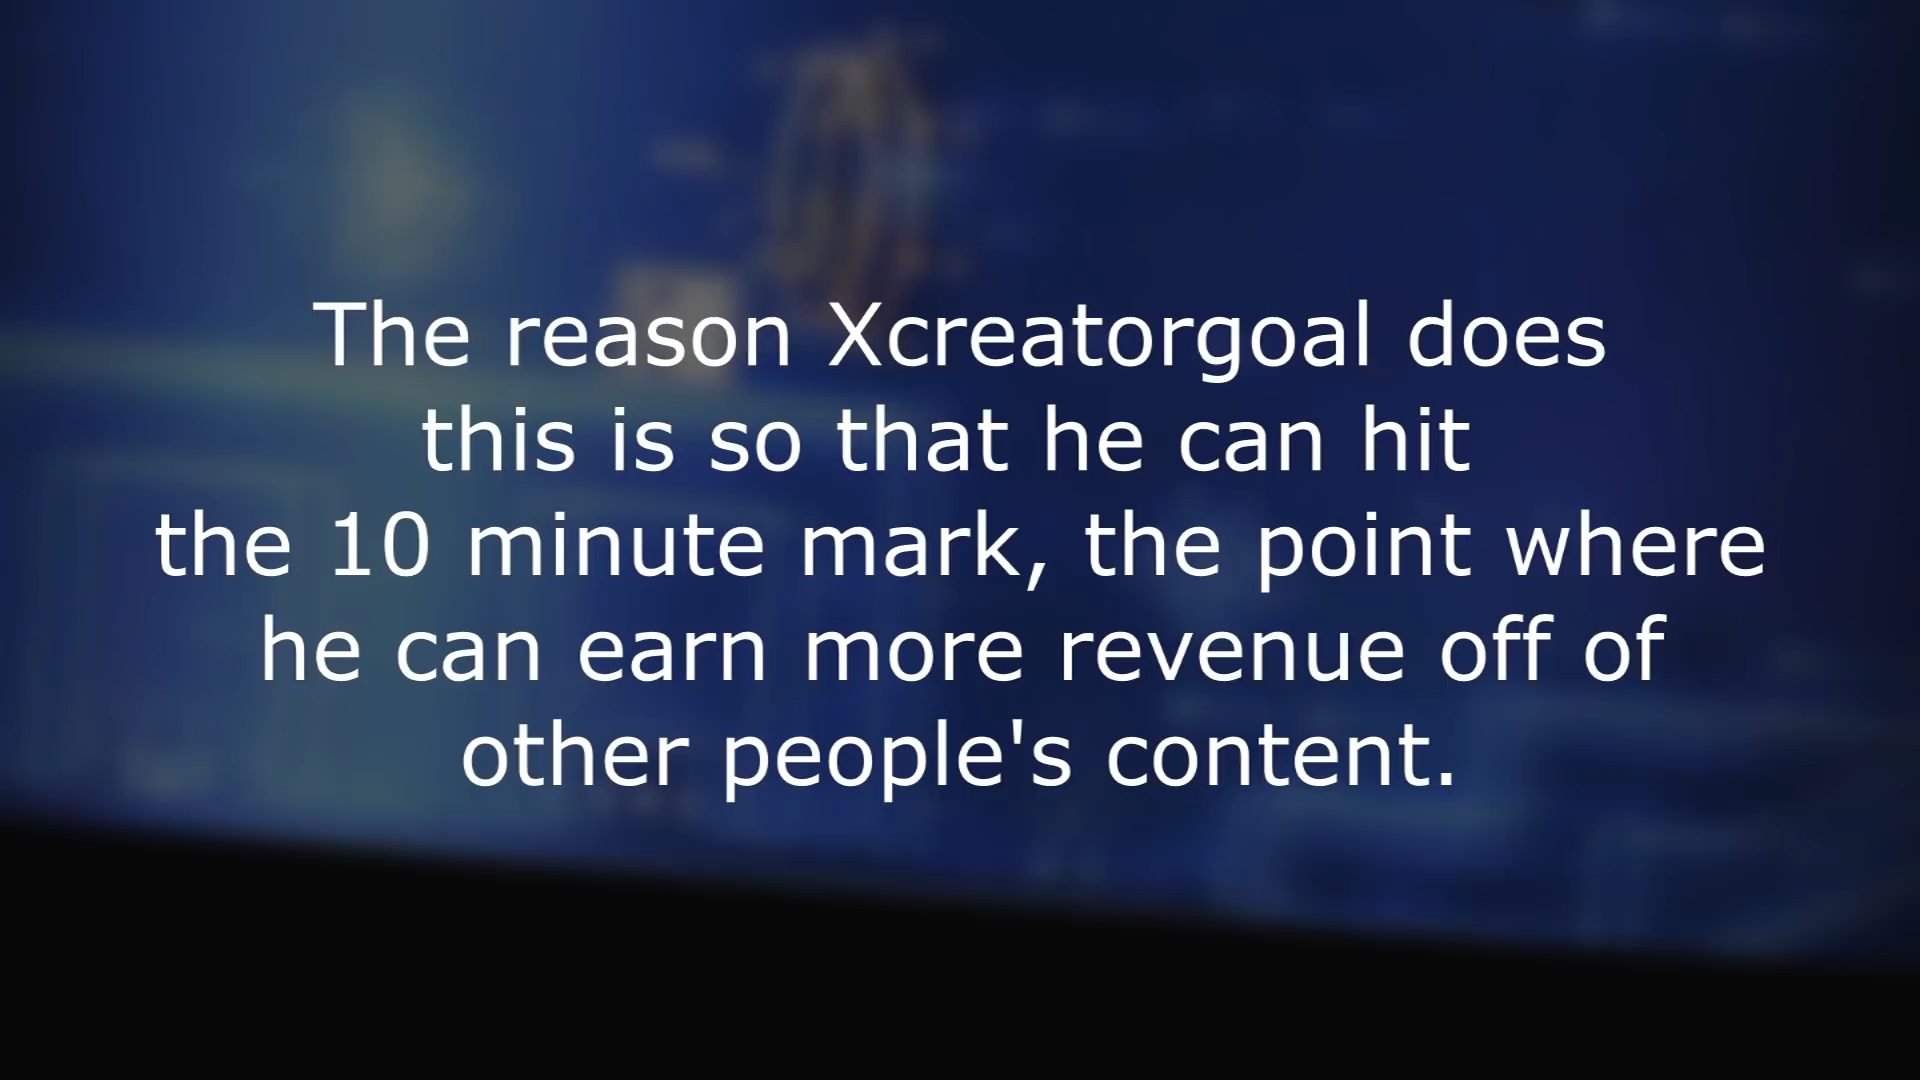 The reason Xcreatorgoal does
this is so that he can hit
the 10 minute mark, the point where
he can earn more revenue off of
other people's content.